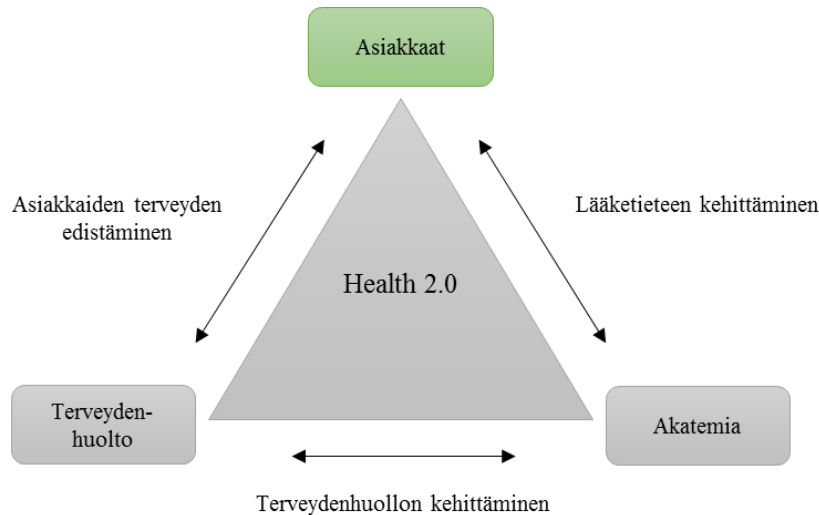 Asiakkaat
Asiakkaiden terveyden
edistäminen
Lääketieteen kehittäminen
Health 2.0
Terveyden-
huolto
Akatemia
Terveydenhuollon kehittäminen